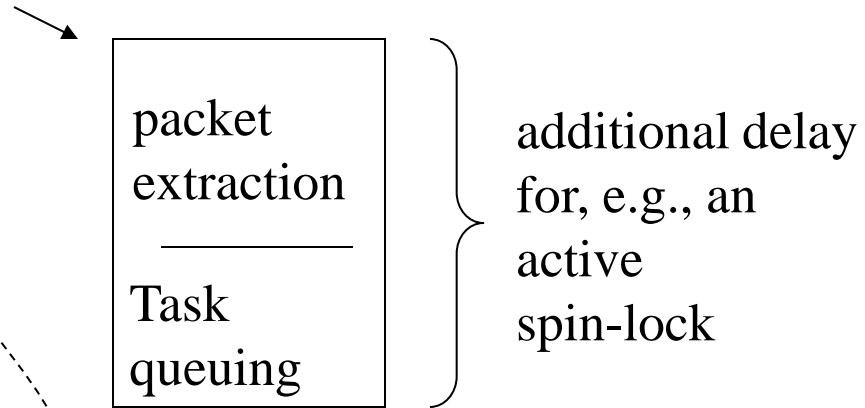 packet
extraction
Task
queuing
additional delay
for, e.g., an
active
spin-lock